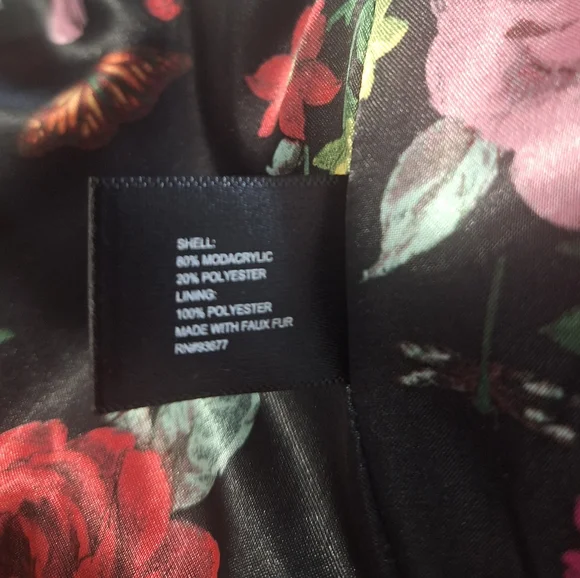 SHELL:
80% MODACRYLIC
20% POLYESTER
LINING:
100% POLYESTER
MADE WITH FAUX FUR
RN#93677